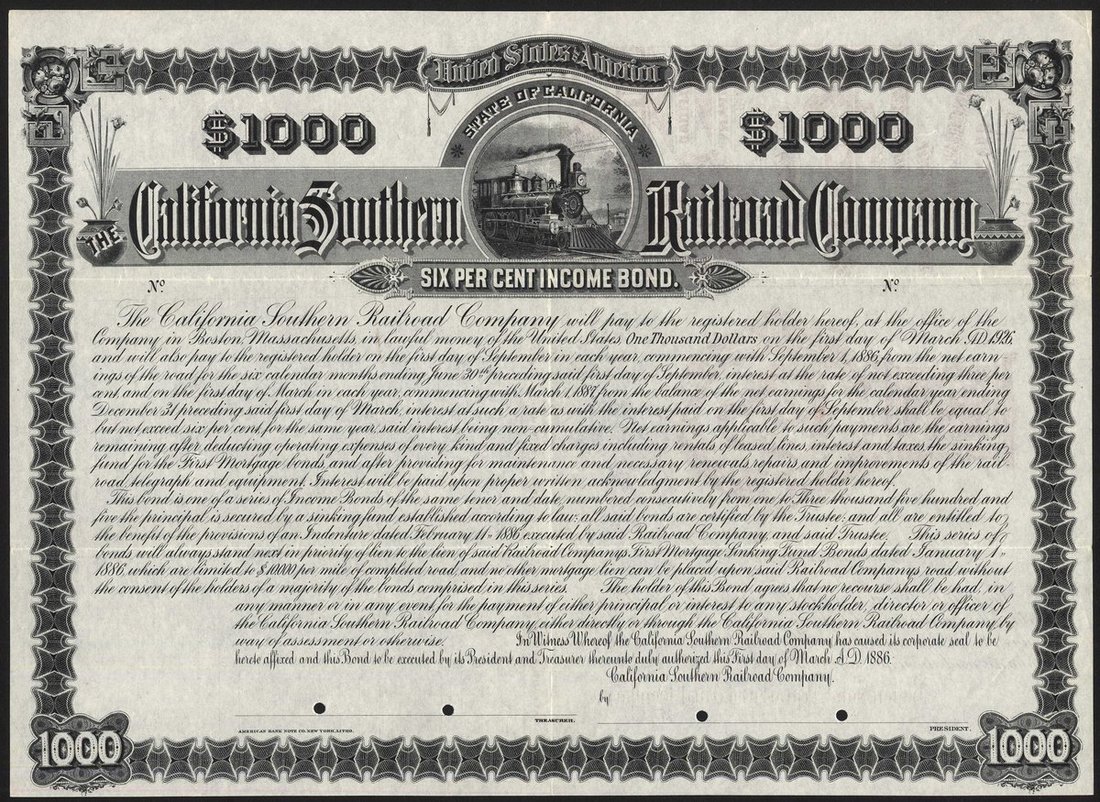 United States of America
STATE OF CALIFORNIA
$1000 $1000
THE California Southern Railroad Company
SIX PER CENT INCOME BOND.
No No
The California Southern Railroad Company will pay to the registered holder hereof, at the office of the
Company in Boston, Massachusetts, in lawful money of the United States One Thousand Dollars on the first day of March A.D. 1926,
and will also pay to the registered holder on the first day of September in each year, commencing with September 1, 1886, from the net earn-
ings of the road for the six calendar months ending June 30th preceding said first day of September, interest at the rate of not exceeding three per
cent, and on the first day of March in each year, commencing with March 1, 1887, from the balance of the net earnings for the calendar year ending
December 31 preceding said first day of March, interest at such a rate as with the interest paid on the first day of September shall be equal to
but not exceed six per cent for the same year, said interest being non-cumulative. Net earnings applicable to such payments are the earnings
remaining after deducting operating expenses of every kind and fixed charges including rentals of leased lines, interest and taxes, the sinking
fund for the First Mortgage bonds, and after providing for maintenance and necessary renewals repairs and improvements of the rail-
road, telegraph and equipment. Interest will be paid upon proper written acknowledgment by the registered holder hereof.
This bond is one of a series of Income Bonds of the same tenor and date, numbered consecutively from one to Three thousand five hundred and
five the principal is secured by a sinking fund established according to law; all said bonds are certified by the Trustee; and all are entitled to
the benefit of the provisions of an Indenture dated February 11- 1886 executed by said Railroad Company, and said Trustee. This series of
bonds will always stand next in priority of lien to the lien of said Railroad Companys First Mortgage Sinking Fund Bonds dated January 1-
1886, which are limited to $10,000 per mile of completed road, and no other mortgage lien can be placed upon said Railroad Companys road without
the consent of the holders of a majority of the bonds comprised in this series. The holder of this Bond agrees that no recourse shall be had, in
any manner or in any event for the payment of either principal or interest to any stockholder, director or officer of
the California Southern Railroad Company, either directly or through the California Southern Railroad Company, by
way of assessment or otherwise. In Witness Whereof the California Southern Railroad Company has caused its corporate seal to be
hereto affixed and this Bond to be executed by its President and Treasurer thereunto duly authorized this First day of March A.D. 1886.
California Southern Railroad Company.
by
TREASURER.
AMERICAN BANK NOTE CO. NEW YORK, LITHO.
PRESIDENT.
1000 1000